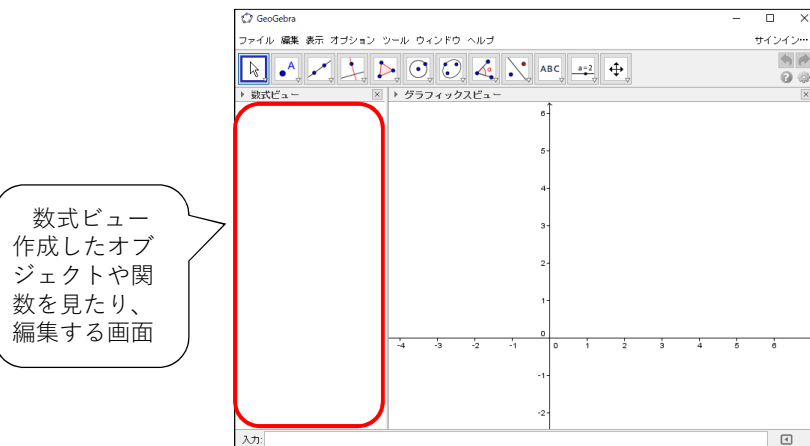 GeoGebra
ファイル 編集 表示 オプション ツール ウィンドウ ヘルプ
サインイン…
A
α
ABC
a=2
数式ビュー
グラフィックスビュー
数式ビュー
作成したオブ
ジェクトや関
数を見たり、
編集する画面
6
5
4
3
2
1
0
-4 -3 -2 -1 0 1 2 3 4 5 6
-1
-2
入力: